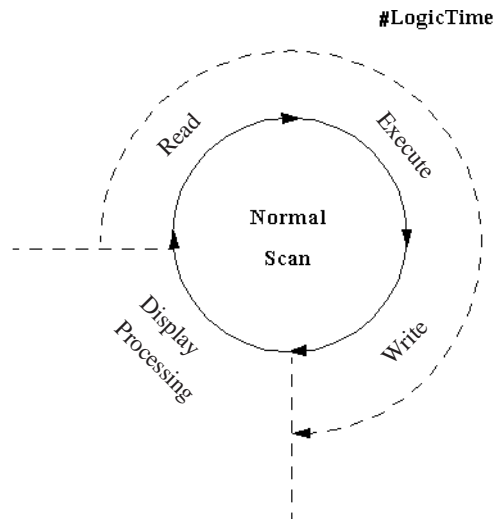 #LogicTime
Read
Execute
Normal
Scan
Display
Processing
Write